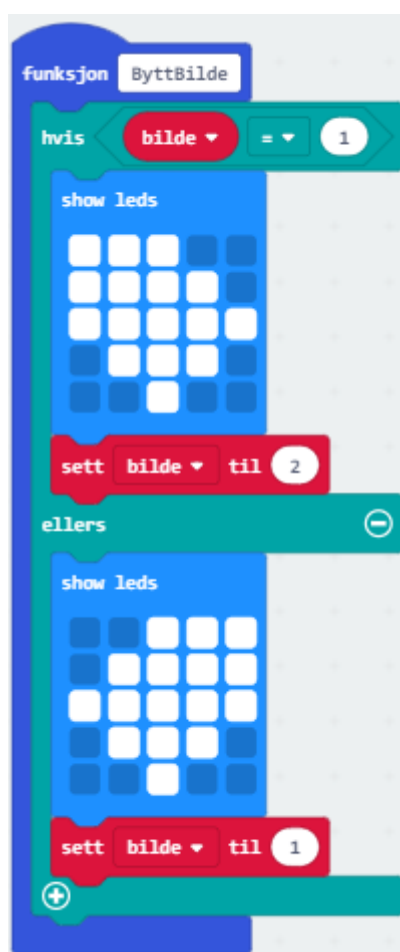 funksjon ByttBilde
hvis bilde = 1
show leds
sett bilde til 2
ellers
show leds
sett bilde til 1